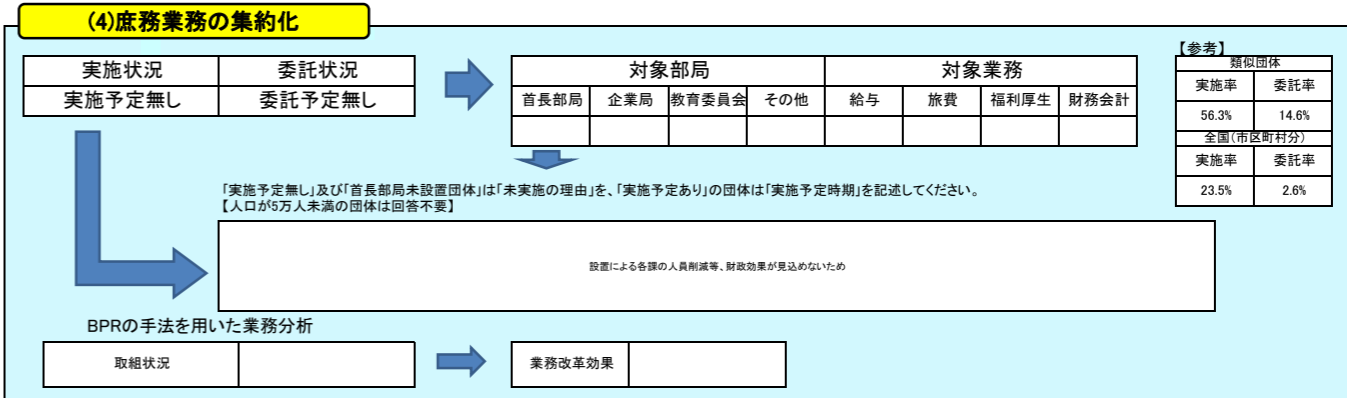 (4)庶務業務の集約化
実施状況 委託状況
実施予定無し 委託予定無し
対象部局 対象業務
首長部局 企業局 教育委員会 その他 給与 旅費 福利厚生 財務会計
【参考】
類似団体
実施率 委託率
56.3% 14.6%
全国(市区町村分)
実施率 委託率
23.5% 2.6%
「実施予定無し」及び「首長部局未設置団体」は「未実施の理由」を、「実施予定あり」の団体は「実施予定時期」を記述してください。
【人口が5万人未満の団体は回答不要】
設置による各課の人員削減等、財政効果が見込めないため
BPRの手法を用いた業務分析
取組状況 業務改革効果